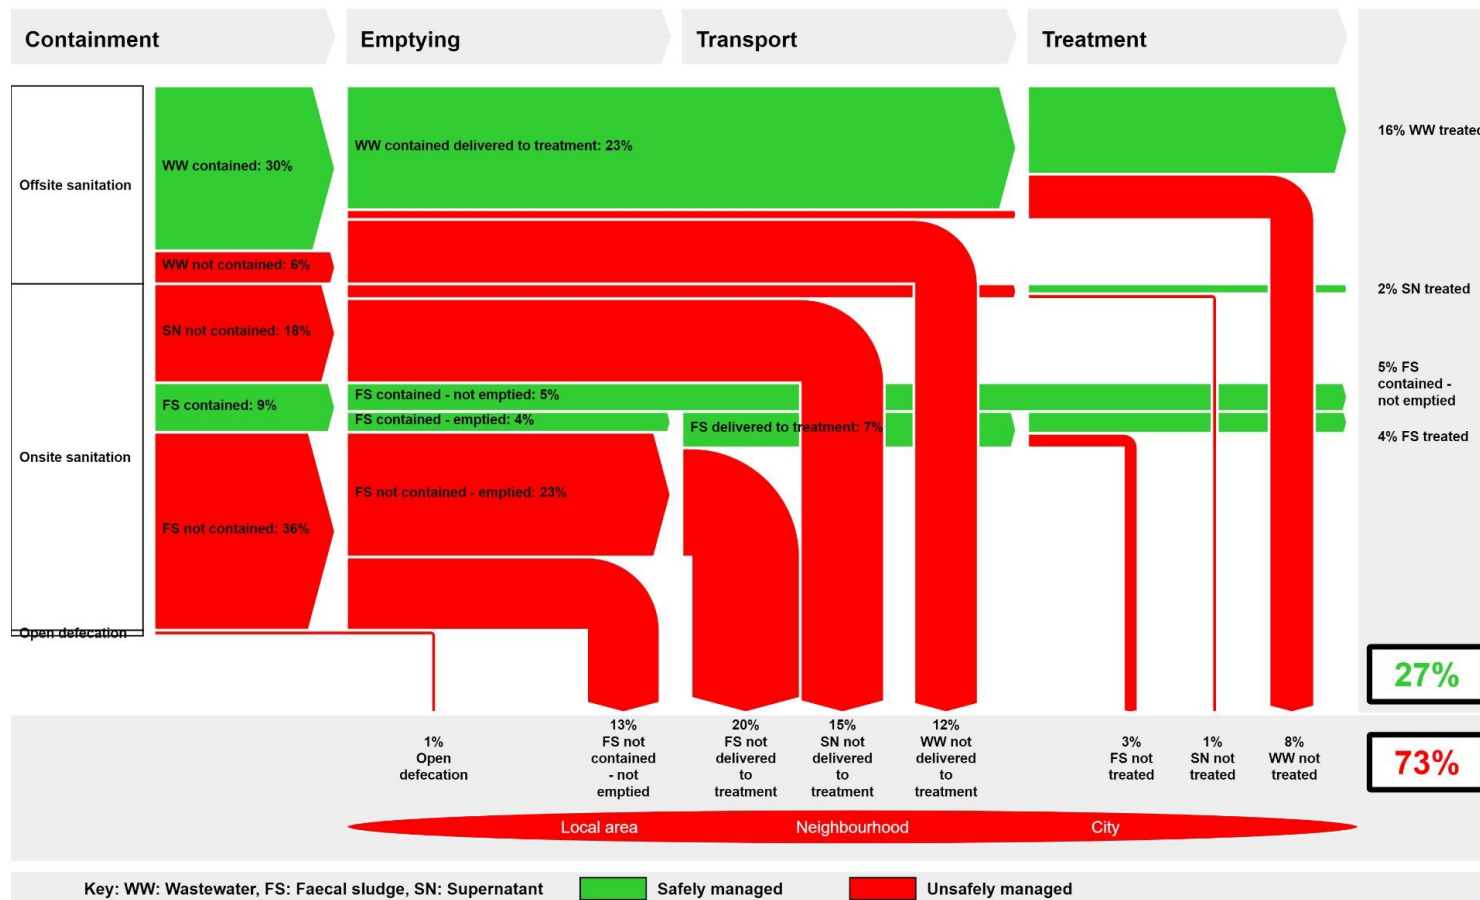 Containment
Emptying
Transport
Treatment
Offsite sanitation
WW contained: 30%
WW contained delivered to treatment: 23%
16% WW treated
WW not contained: 6%
SN not contained: 18%
2% SN treated
FS contained: 9%
FS contained - not emptied: 5%
FS contained - emptied: 4%
FS delivered to treatment: 7%
5% FS
contained -
not emptied
4% FS treated
Onsite sanitation
FS not contained - emptied: 23%
FS not contained: 36%
Open defecation
27%
73%
1%
Open
defecation
13%
FS not
contained
- not
emptied
20%
FS not
delivered
to
treatment
15%
SN not
delivered
to
treatment
12%
WW not
delivered
to
treatment
3%
FS not
treated
1%
SN not
treated
8%
WW not
treated
Local area
Neighbourhood
City
Key: WW: Wastewater, FS: Faecal sludge, SN: Supernatant
Safely managed
Unsafely managed